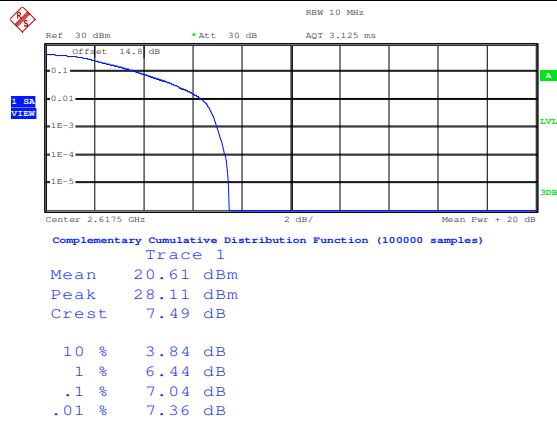 RBW 10 MHz
Ref 30 dBm *Att 30 dB AQT 3.125 ms
Offset 14.8 dB
0.1
A
1 SA
VIEW
0.01
LVL
1E-3
1E-4
1E-5
3DB
Center 2.6175 GHz 2 dB/ Mean Pwr + 20 dB
Complementary Cumulative Distribution Function (100000 samples)
Trace 1
Mean 20.61 dBm
Peak 28.11 dBm
Crest 7.49 dB
10 % 3.84 dB
1 % 6.44 dB
.1 % 7.04 dB
.01 % 7.36 dB